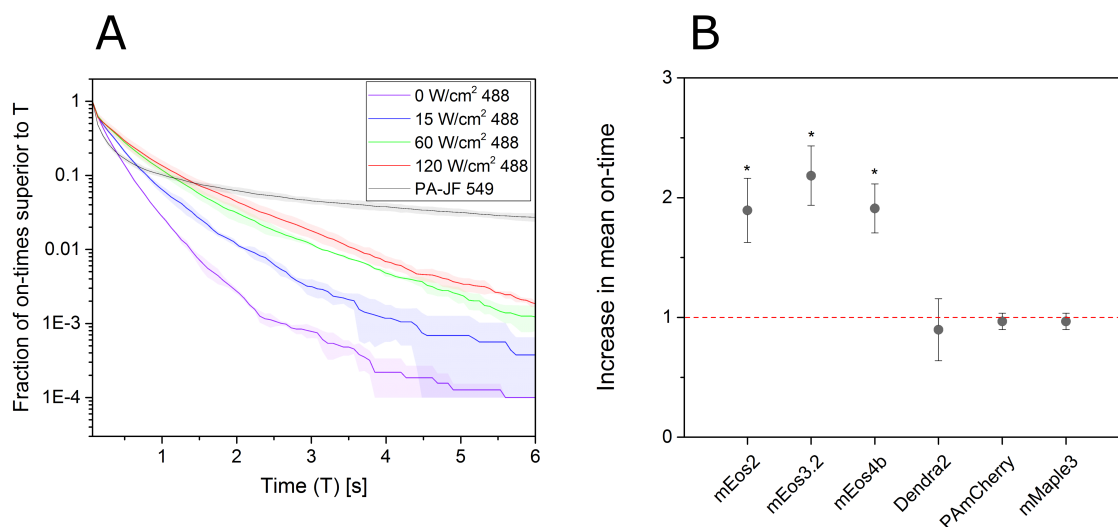 A
Fraction of on-times superior to T
1
0.1
0.01
1E-3
1E-4
0 W/cm² 488
15 W/cm² 488
60 W/cm² 488
120 W/cm² 488
PA-JF 549
1 2 3 4 5 6
Time (T) [s]
B
Increase in mean on-time
3
2
1
0
* * *
mEos2 mEos3.2 mEos4b Dendra2 PAmCherry mMaple3